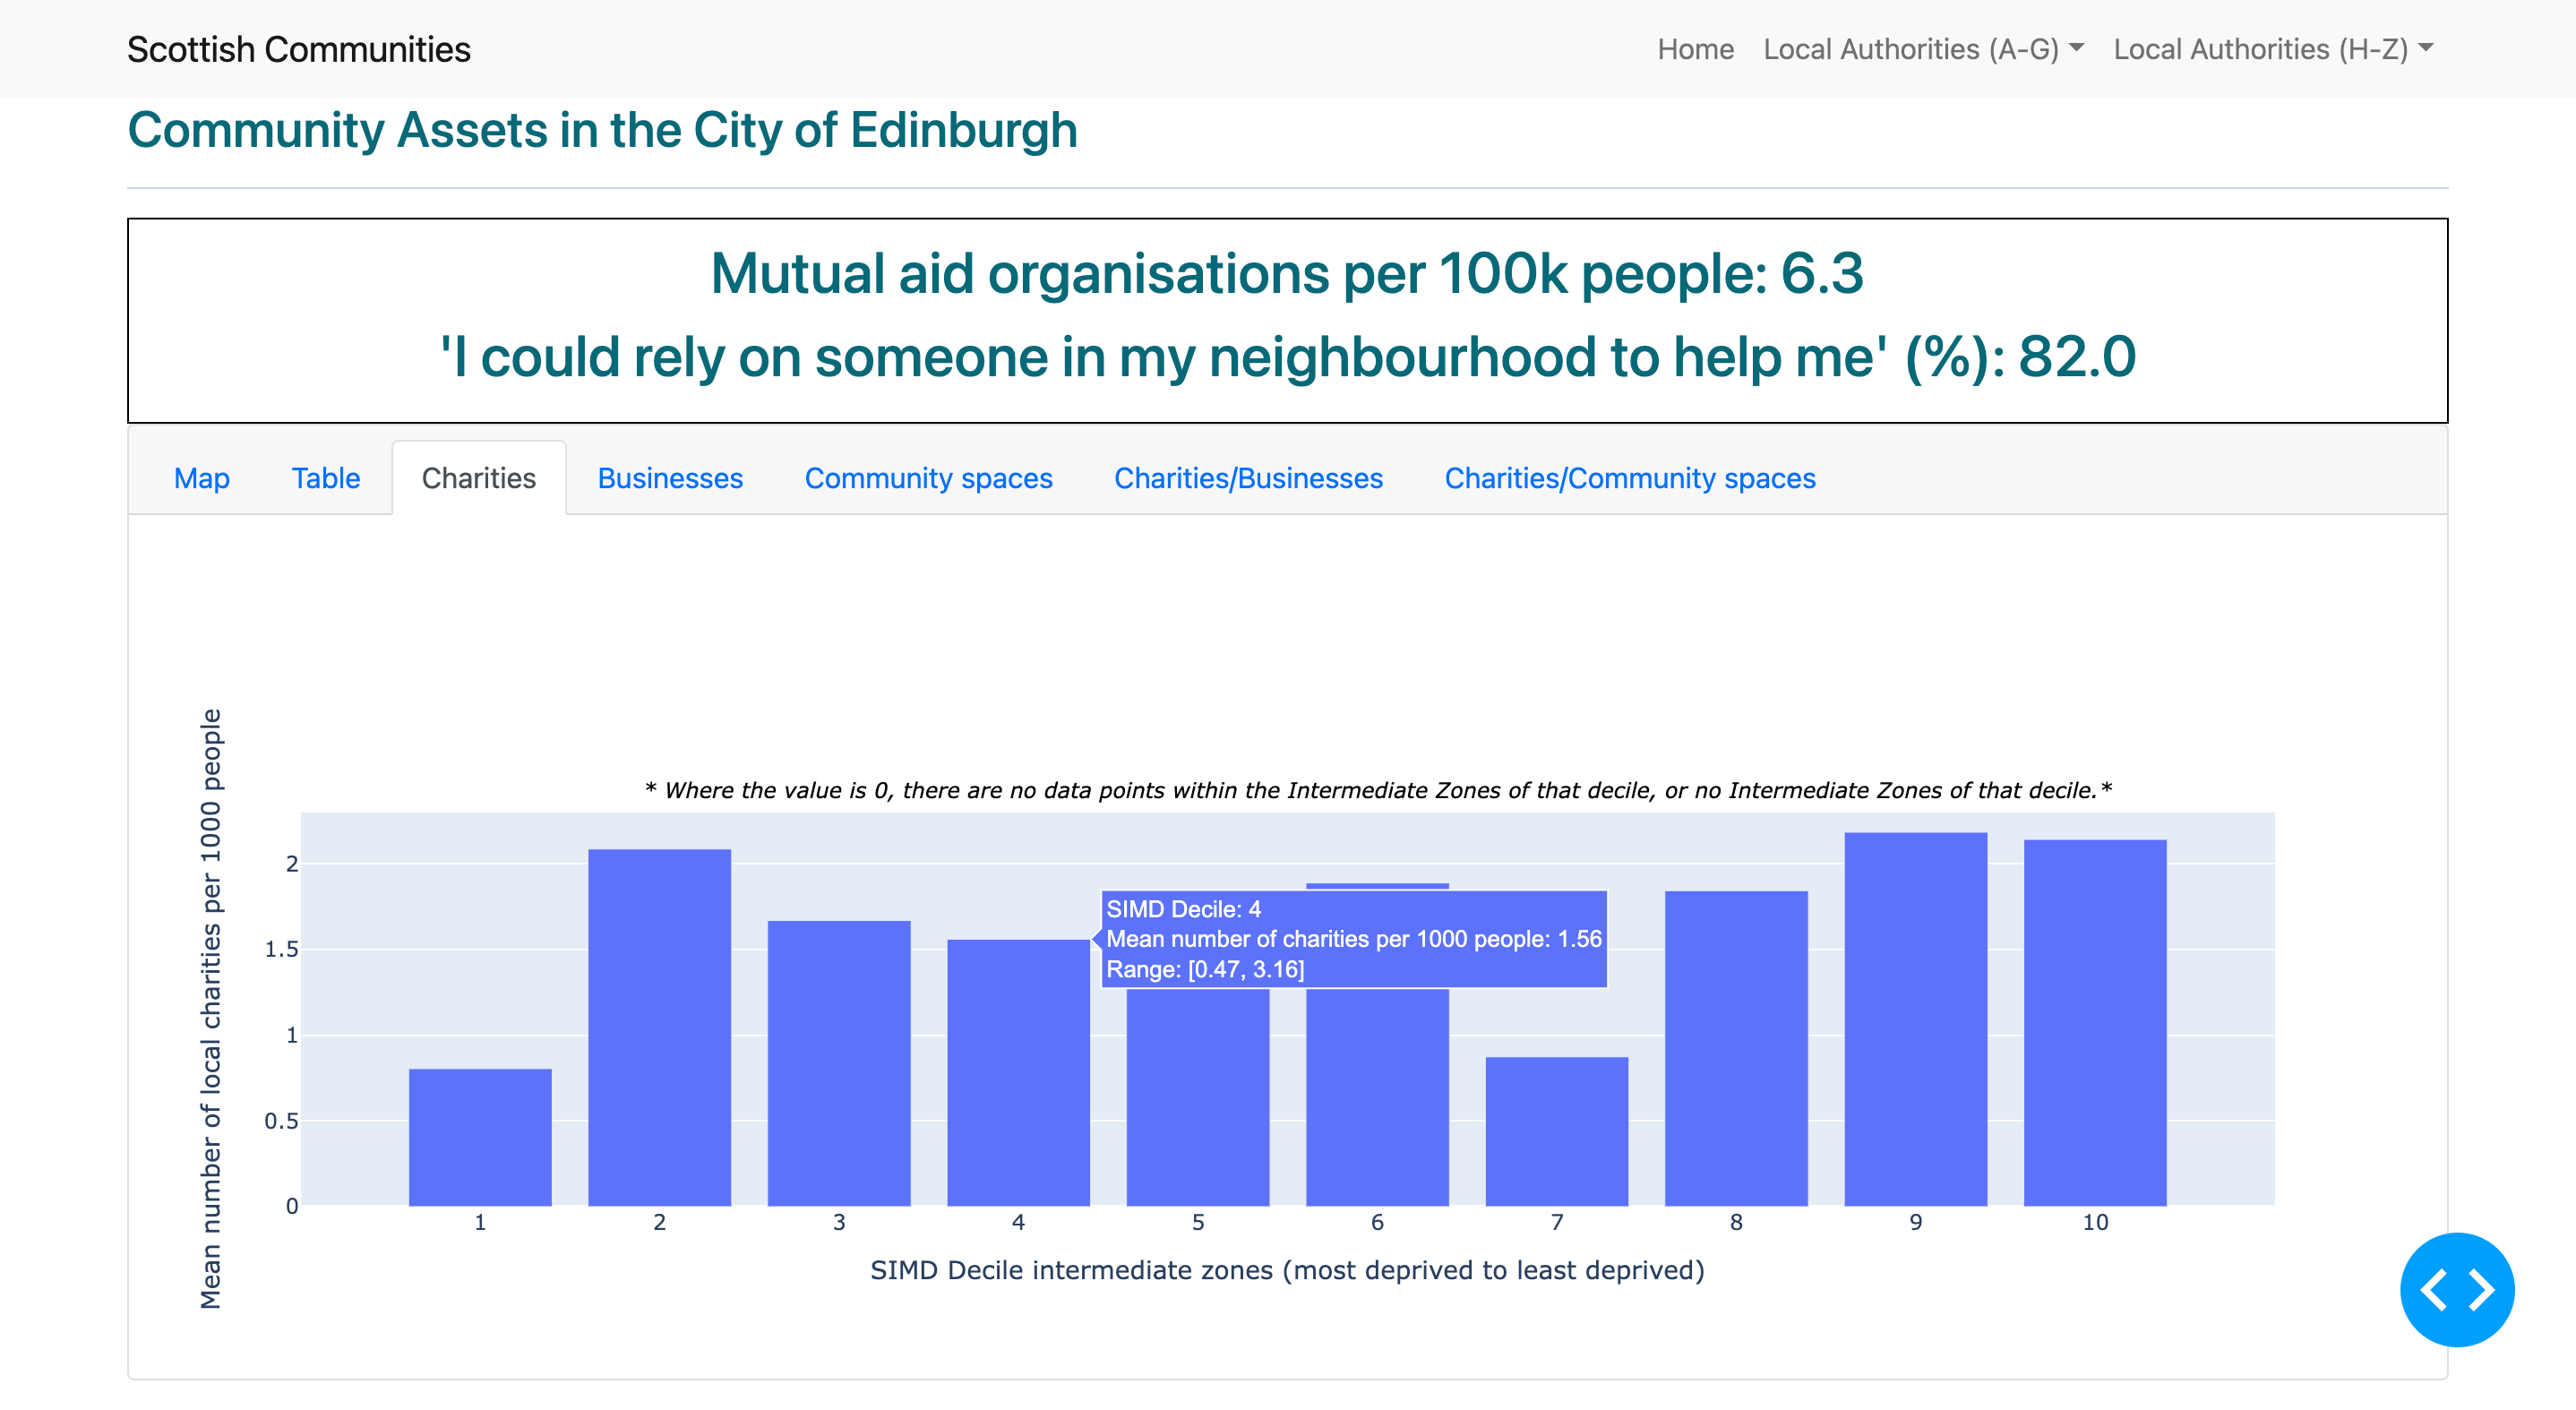 Scottish Communities
Home Local Authorities (A-G) Local Authorities (H-Z)
Community Assets in the City of Edinburgh
Mutual aid organisations per 100k people: 6.3
'I could rely on someone in my neighbourhood to help me' (%): 82.0
Map Table Charities Businesses Community spaces Charities/Businesses Charities/Community spaces
* Where the value is 0, there are no data points within the Intermediate Zones of that decile, or no Intermediate Zones of that decile.*
Mean number of local charities per 1000 people
2
1.5
1
0.5
0
SIMD Decile: 4
Mean number of charities per 1000 people: 1.56
Range: [0.47, 3.16]
1 2 3 4 5 6 7 8 9 10
SIMD Decile intermediate zones (most deprived to least deprived)